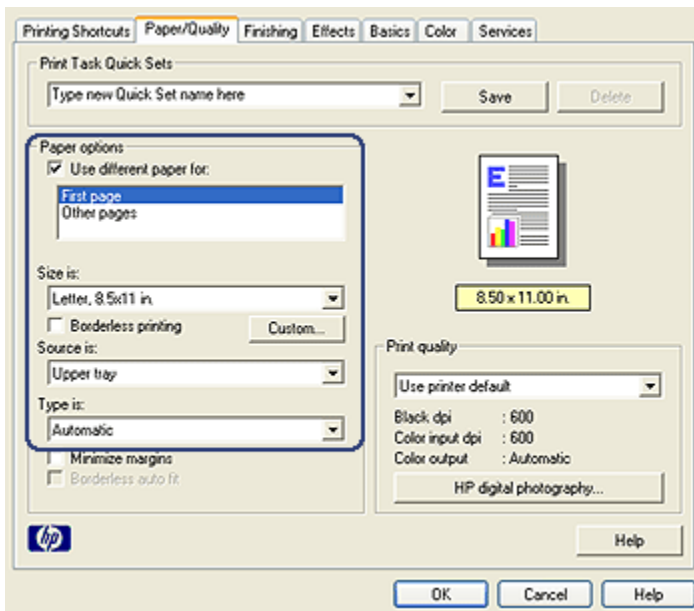 Printing Shortcuts Paper/Quality Finishing Effects Basics Color Services
Print Task Quick Sets
Type new Quick Set name here Save Delete
Paper options
Use different paper for:
First page
Other pages
E
Size is:
Letter, 8.5x11 in.
8.50 x 11.00 in.
Borderless printing Custom...
Source is:
Upper tray
Type is:
Automatic
Minimize margins
Borderless auto fit
Print quality
Use printer default
Black dpi : 600
Color input dpi : 600
Color output : Automatic
HP digital photography...
hp
Help
OK Cancel Help